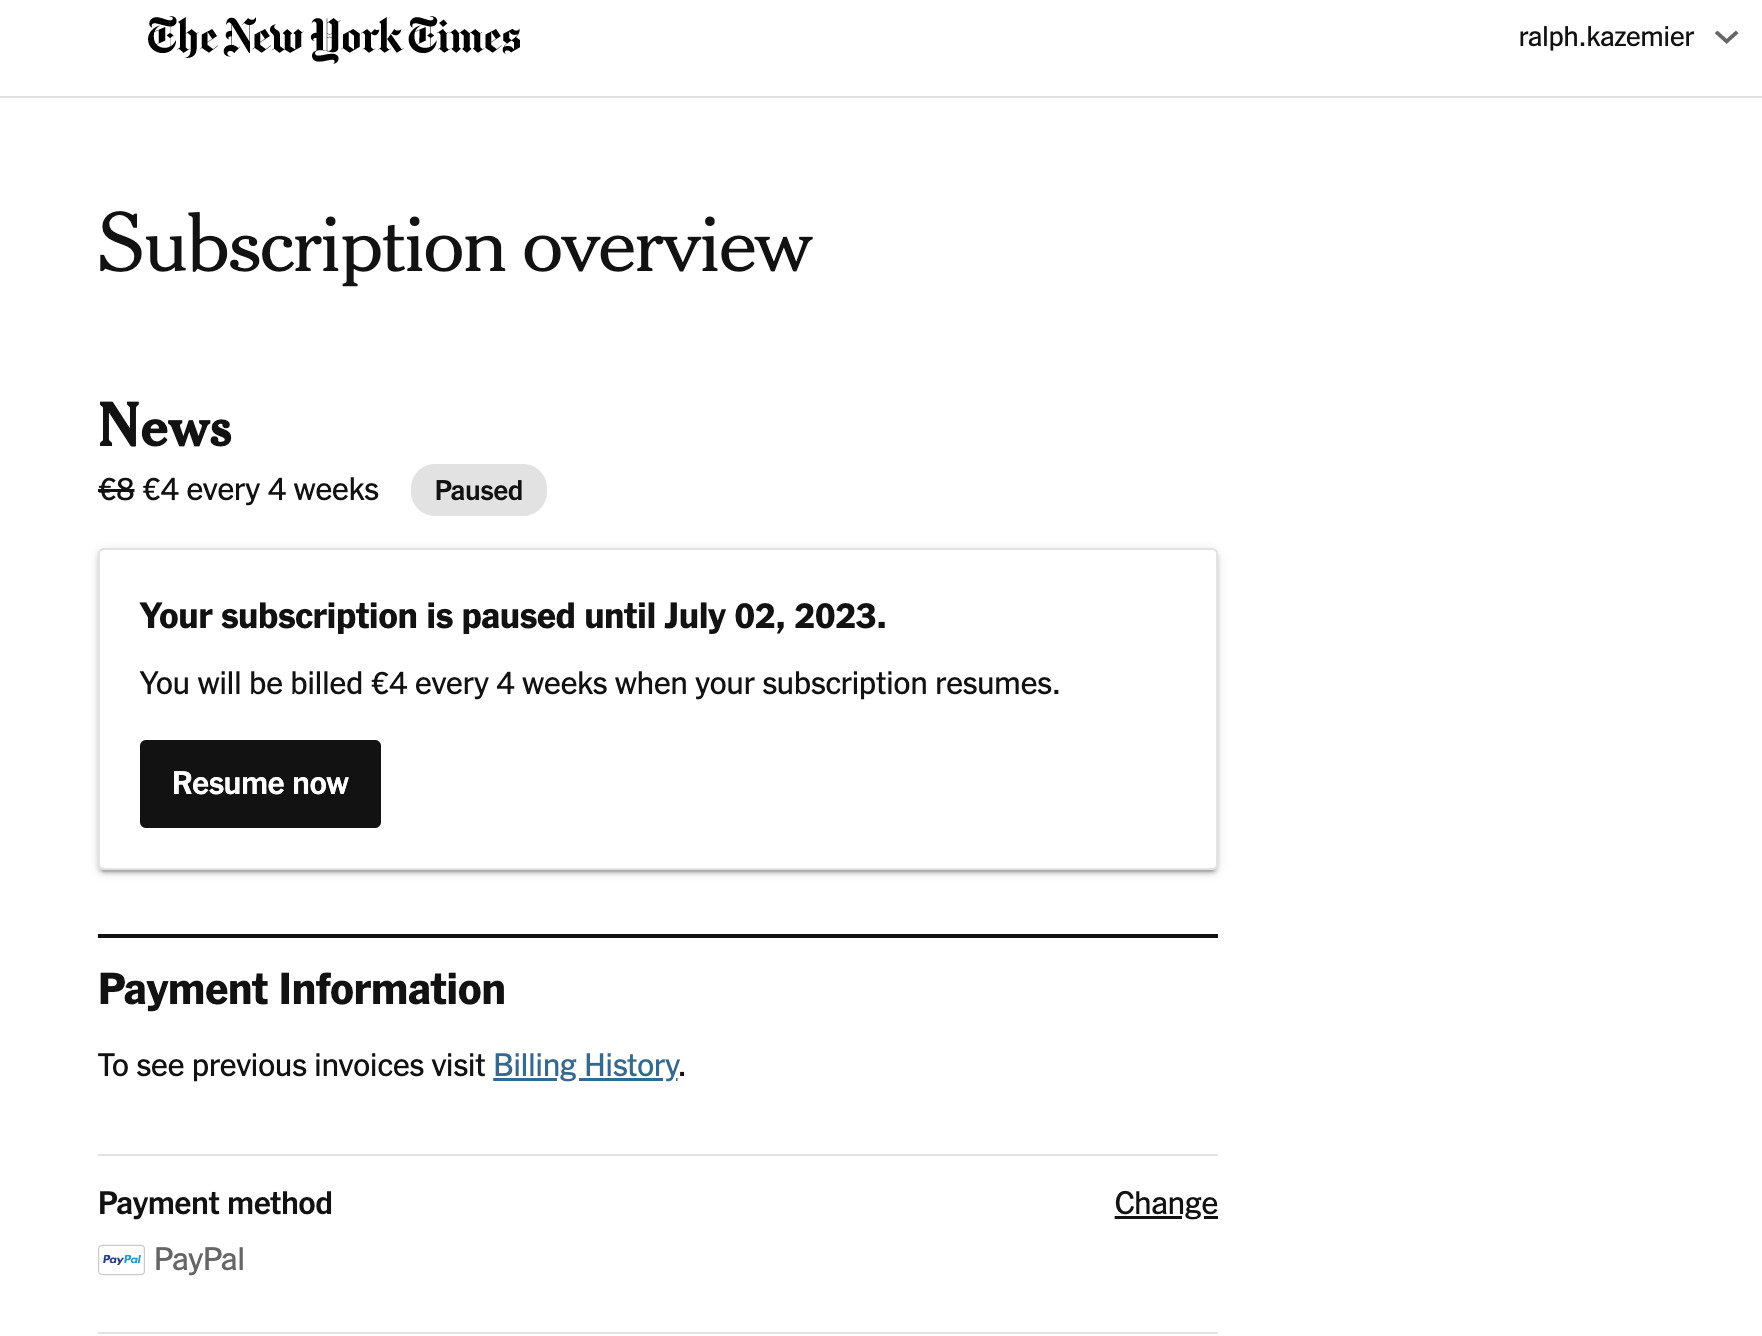 The New York Times
ralph.kazemier
Subscription overview
News
€8 €4 every 4 weeks
Paused
Your subscription is paused until July 02, 2023.
You will be billed €4 every 4 weeks when your subscription resumes.
Resume now
Payment Information
To see previous invoices visit Billing History.
Payment method
Change
PayPal PayPal